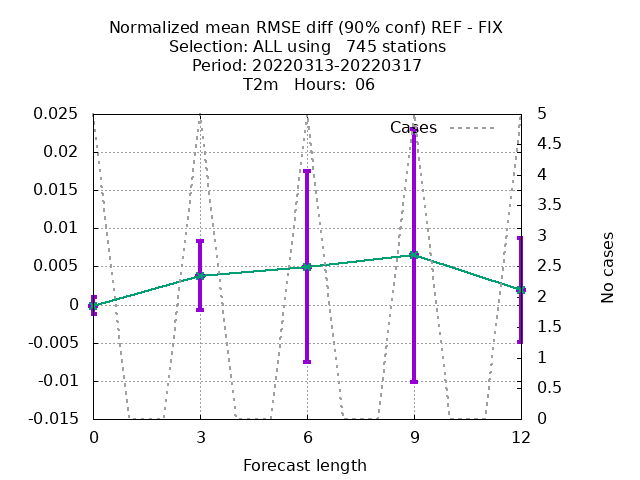 Normalized mean RMSE diff (90% conf) REF - FIX
Selection: ALL using   745 stations
Period: 20220313-20220317
T2m   Hours: 06
Cases
0.025
0.02
0.015
0.01
0.005
0
-0.005
-0.01
-0.015
5
4.5
4
3.5
3
2.5
2
1.5
1
0.5
0
No cases
0 3 6 9 12
Forecast length